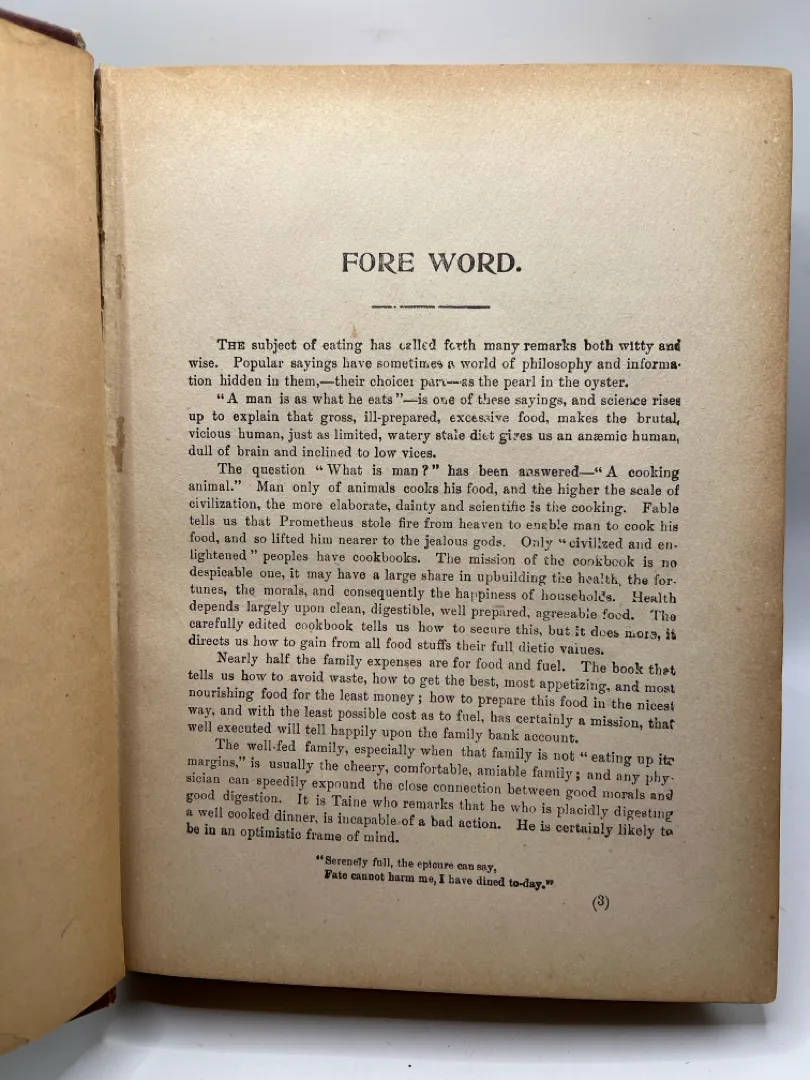 FORE WORD.
THE subject of eating has called forth many remarks both witty and
wise. Popular sayings have sometimes a world of philosophy and informa-
tion hidden in them,—their choicer part—as the pearl in the oyster.
"A man is as what he eats"—is one of these sayings, and science rises
up to explain that gross, ill-prepared, excessive food, makes the brutal,
vicious human, just as limited, watery stale diet gives us an anæmic human,
dull of brain and inclined to low vices.
The question "What is man?" has been answered—"A cooking
animal." Man only of animals cooks his food, and the higher the scale of
civilization, the more elaborate, dainty and scientific is the cooking. Fable
tells us that Prometheus stole fire from heaven to enable man to cook his
food, and so lifted him nearer to the jealous gods. Only "civilized and en-
lightened" peoples have cookbooks. The mission of the cookbook is no
despicable one, it may have a large share in upbuilding the health, the for-
tunes, the morals, and consequently the happiness of households. Health
depends largely upon clean, digestible, well prepared, agreeable food. The
carefully edited cookbook tells us how to secure this, but it does more, it
directs us how to gain from all food stuffs their full dietic values.
Nearly half the family expenses are for food and fuel. The book that
tells us how to avoid waste, how to get the best, most appetizing, and most
nourishing food for the least money; how to prepare this food in the nicest
way, and with the least possible cost as to fuel, has certainly a mission, that
well executed will tell happily upon the family bank account.
The well-fed family, especially when that family is not "eating up its
margins," is usually the cheery, comfortable, amiable family; and any phy-
sician can speedily expound the close connection between good morals and
good digestion. It is Taine who remarks that he who is placidly digesting
a well cooked dinner, is incapable of a bad action. He is certainly likely to
be in an optimistic frame of mind.
"Serenely full, the epicure can say,
Fate cannot harm me, I have dined to-day."
(3)